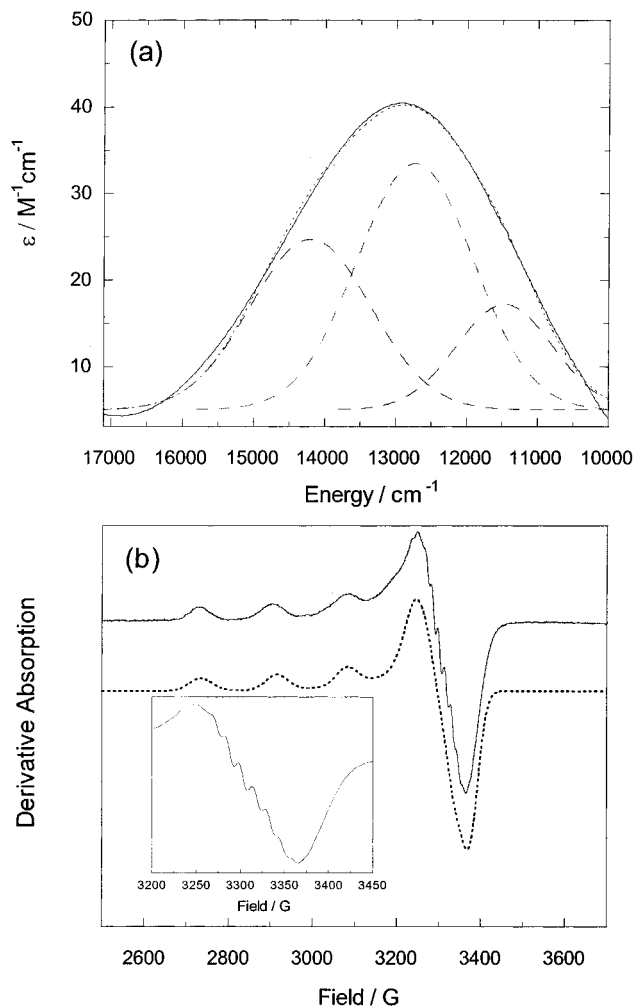 (a)
50
40
30
20
10
ε / M⁻¹cm⁻¹
17000 16000 15000 14000 13000 12000 11000 10000
Energy / cm⁻¹
(b)
Derivative Absorption
3200 3250 3300 3350 3400 3450
Field / G
2600 2800 3000 3200 3400 3600
Field / G